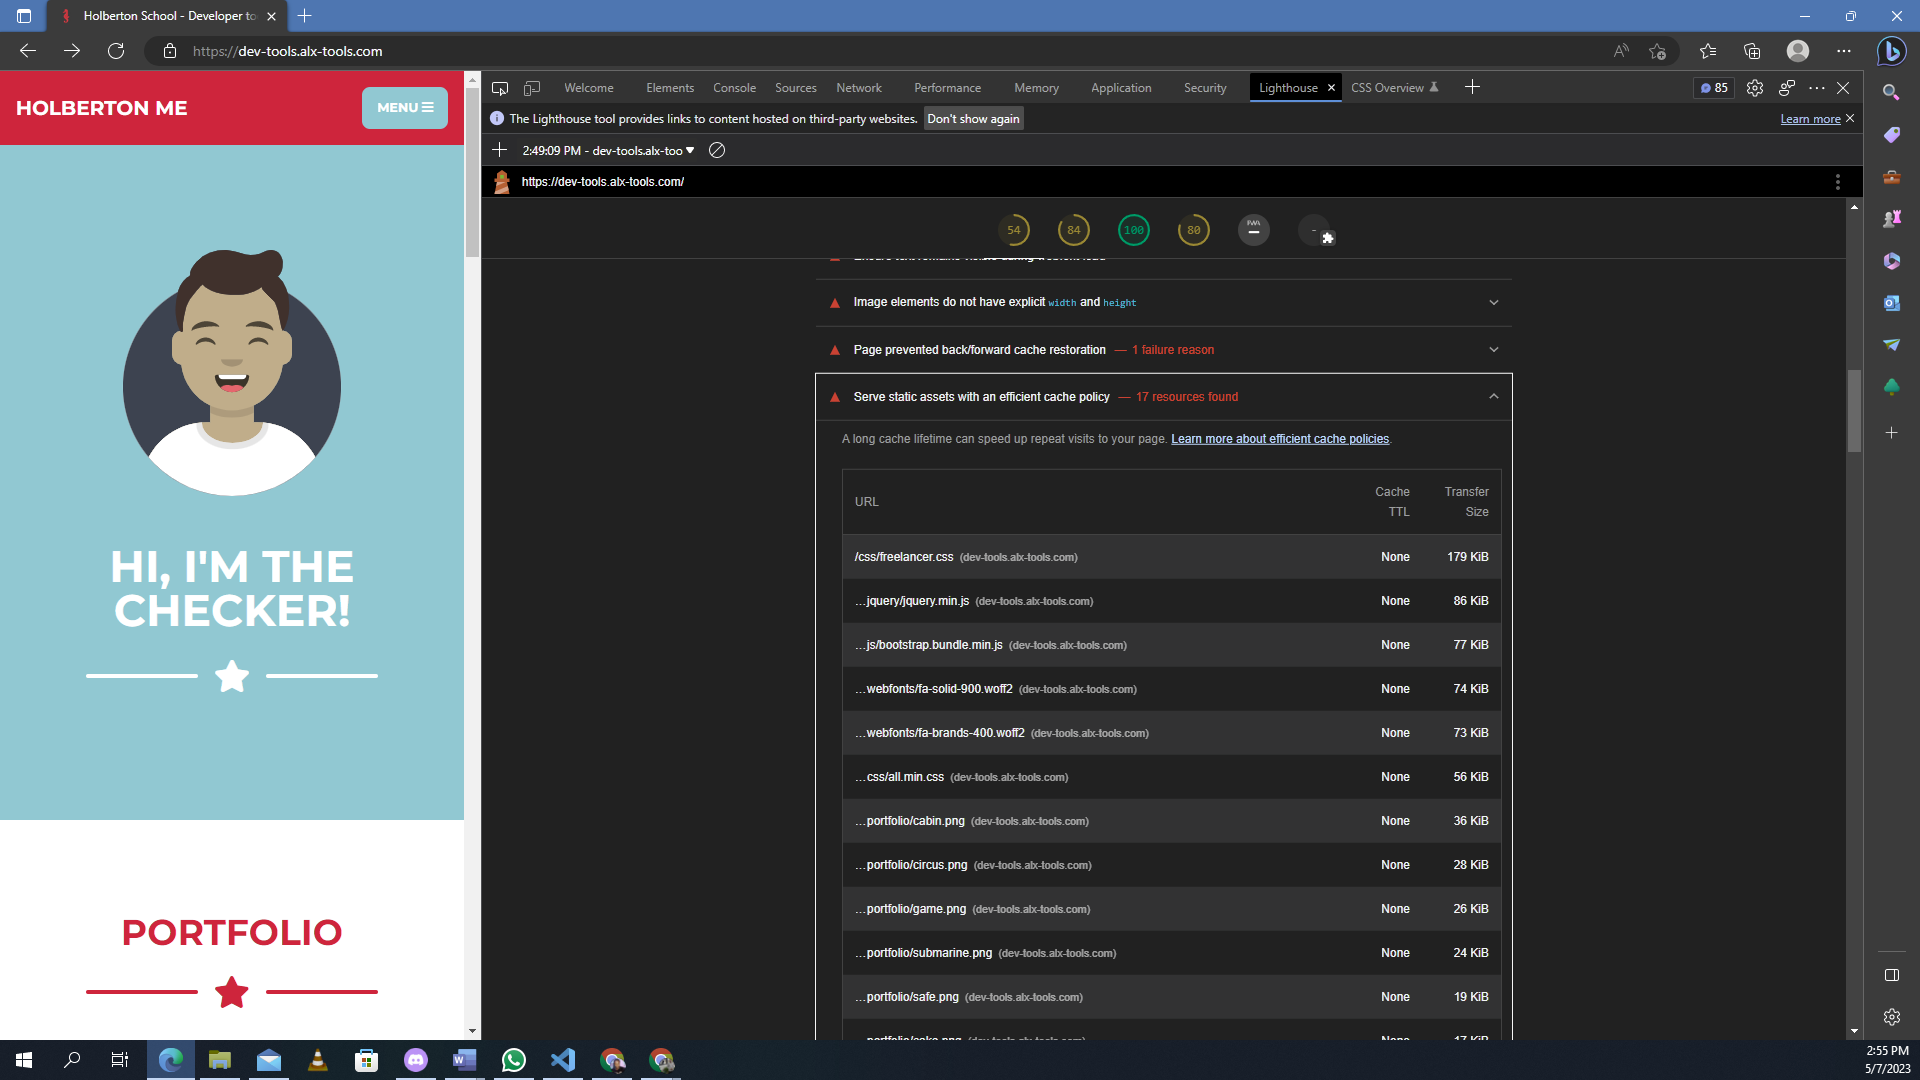 Holberton School - Developer to
https://dev-tools.alx-tools.com
HOLBERTON ME
MENU
HI, I'M THE
CHECKER!
PORTFOLIO
Welcome Elements Console Sources Network Performance Memory Application Security Lighthouse CSS Overview
85
The Lighthouse tool provides links to content hosted on third-party websites. Don't show again Learn more
2:49:09 PM - dev-tools.alx-too
https://dev-tools.alx-tools.com/
54 84 100 80 PWA -
Image elements do not have explicit width and height
Page prevented back/forward cache restoration — 1 failure reason
Serve static assets with an efficient cache policy — 17 resources found
A long cache lifetime can speed up repeat visits to your page. Learn more about efficient cache policies.
URL Cache TTL Transfer Size
/css/freelancer.css (dev-tools.alx-tools.com) None 179 KiB
…jquery/jquery.min.js (dev-tools.alx-tools.com) None 86 KiB
…js/bootstrap.bundle.min.js (dev-tools.alx-tools.com) None 77 KiB
…webfonts/fa-solid-900.woff2 (dev-tools.alx-tools.com) None 74 KiB
…webfonts/fa-brands-400.woff2 (dev-tools.alx-tools.com) None 73 KiB
…css/all.min.css (dev-tools.alx-tools.com) None 56 KiB
…portfolio/cabin.png (dev-tools.alx-tools.com) None 36 KiB
…portfolio/circus.png (dev-tools.alx-tools.com) None 28 KiB
…portfolio/game.png (dev-tools.alx-tools.com) None 26 KiB
…portfolio/submarine.png (dev-tools.alx-tools.com) None 24 KiB
…portfolio/safe.png (dev-tools.alx-tools.com) None 19 KiB
2:55 PM
5/7/2023